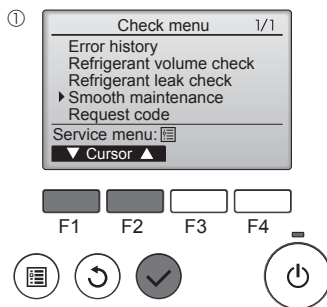 ①
Check menu 1/1
Error history
Refrigerant volume check
Refrigerant leak check
Smooth maintenance
Request code
Service menu:
▼ Cursor ▲
F1 F2 F3 F4